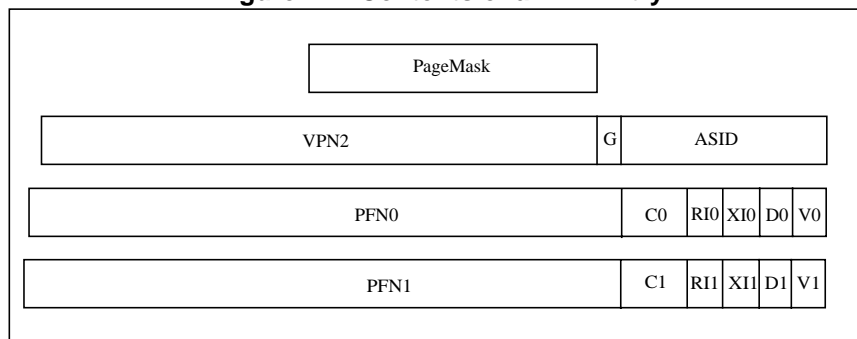 PageMask
VPN2 G ASID
PFN0 C0 RI0 XI0 D0 V0
PFN1 C1 RI1 XI1 D1 V1